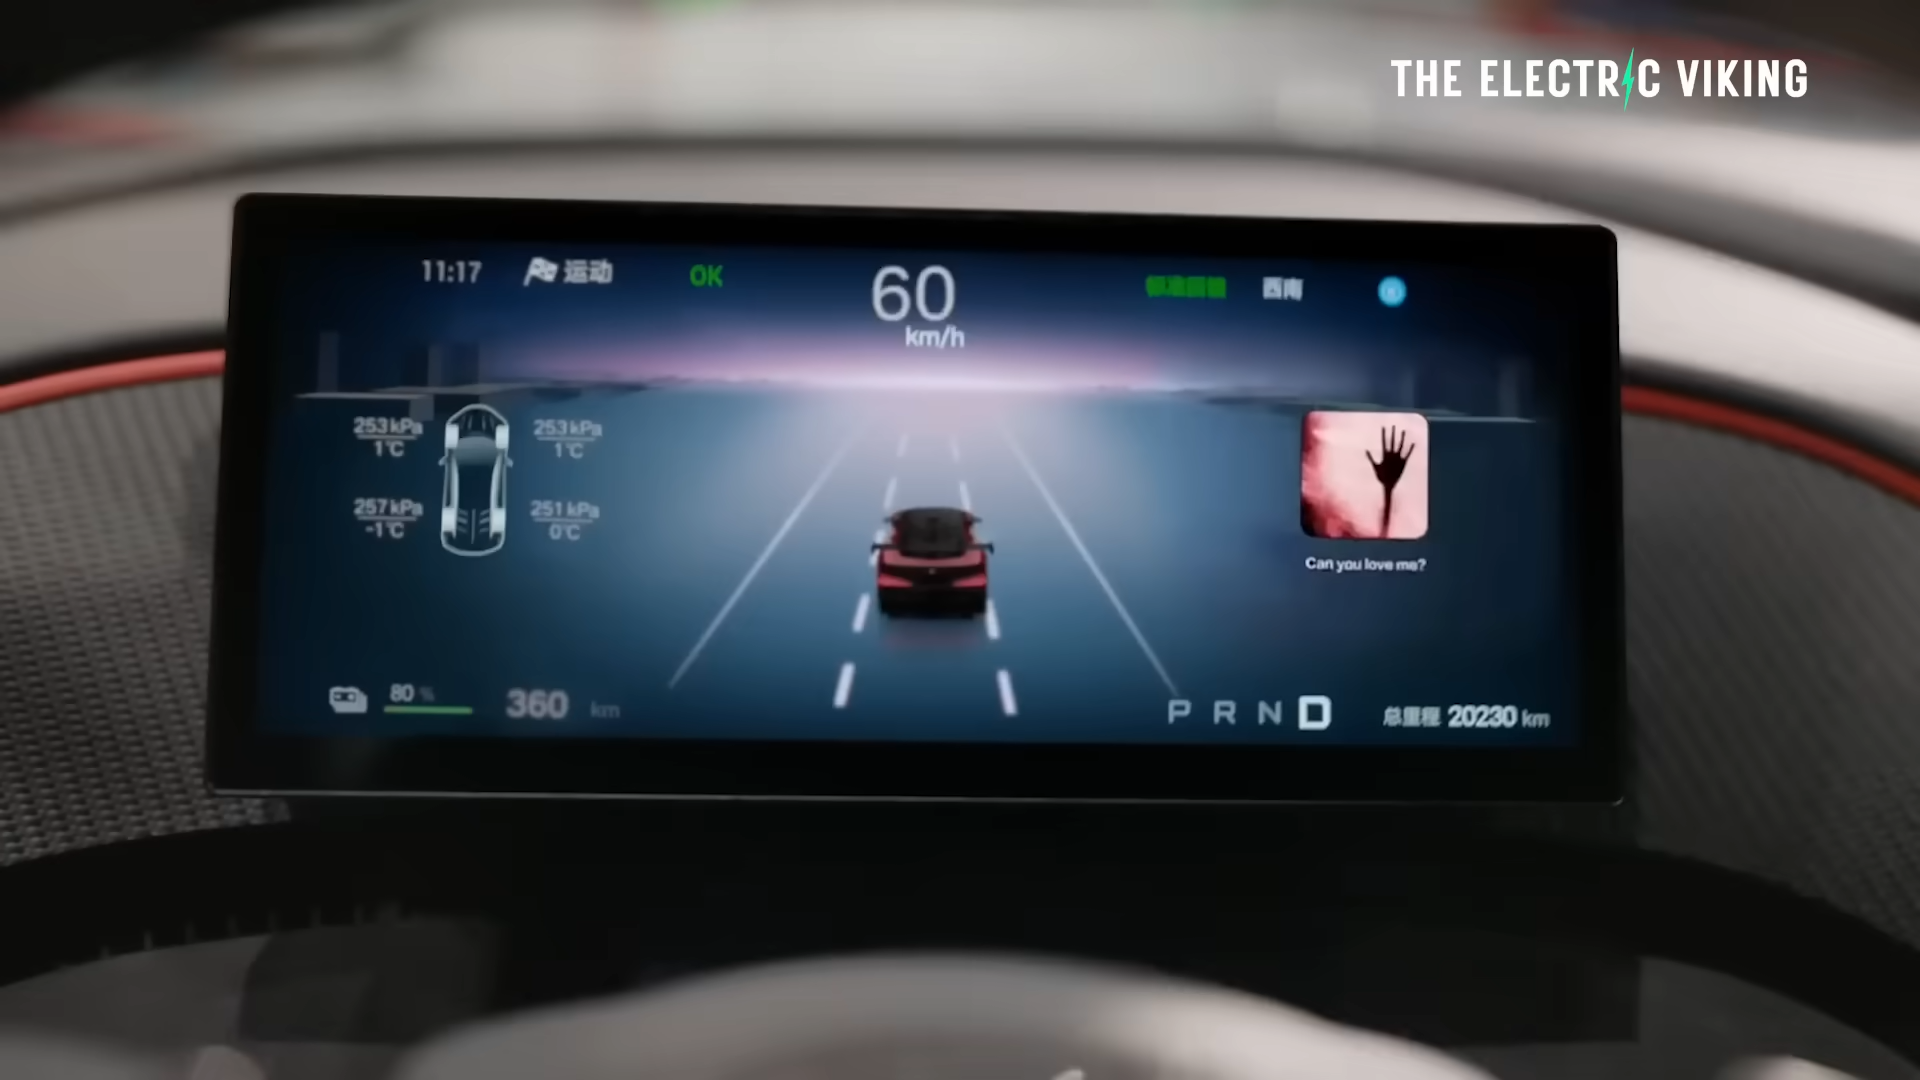 THE ELECTRIC VIKING
11:17 运动 OK 60 km/h 西南
253 kPa 1℃
253 kPa 1℃
257 kPa -1℃
251 kPa 0℃
Can you love me?
80 % 360 km
P R N D
总里程 20230 km